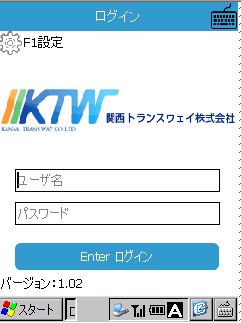 ログイン
F1設定
KTW 関西トランスウェイ株式会社
KANSAI TRANS WAY CO.LTD
ユーザ名
パスワード
Enter ログイン
バージョン:1.02
スタート
A